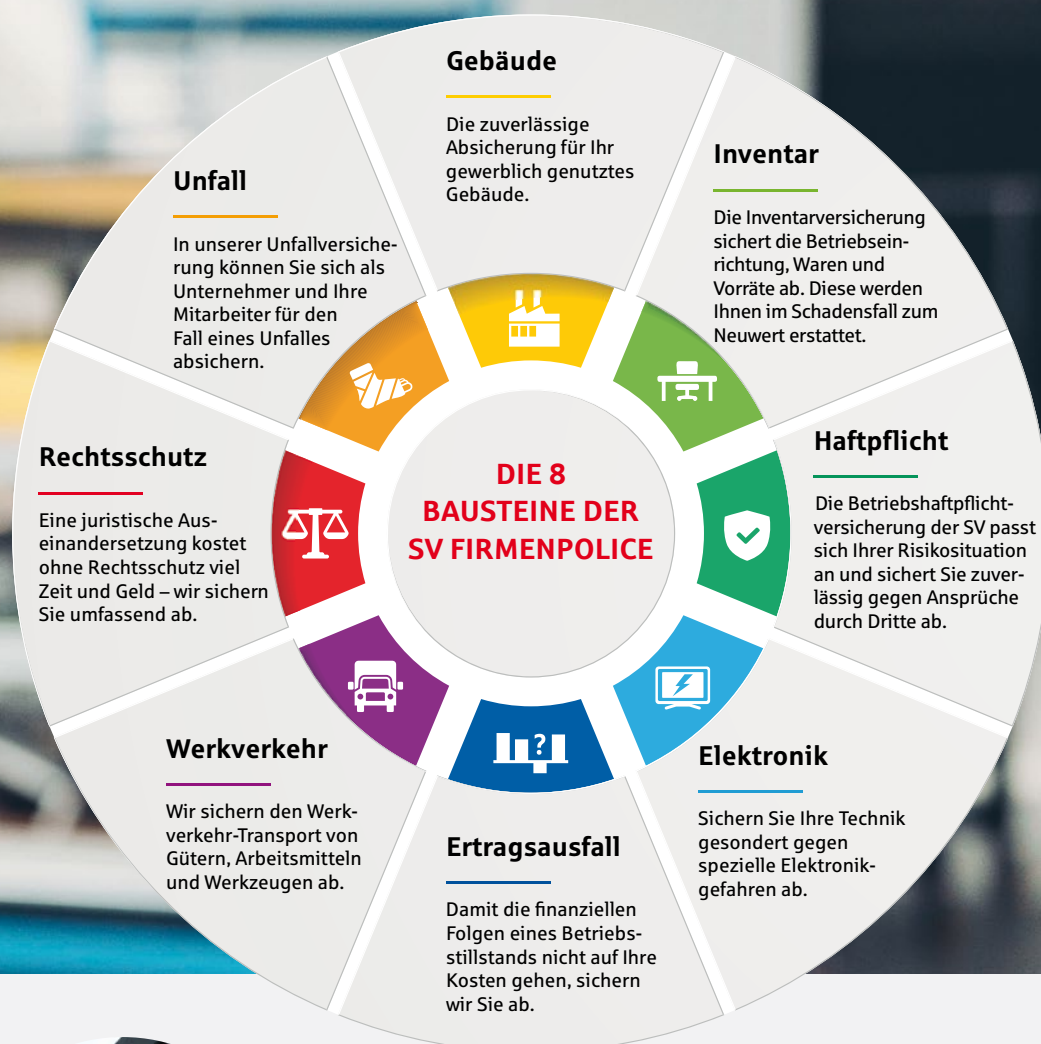 Gebäude
Die zuverlässige
Absicherung für Ihr
gewerblich genutztes
Gebäude.
Inventar
Die Inventarversicherung
sichert die Betriebsein-
richtung, Waren und
Vorräte ab. Diese werden
Ihnen im Schadensfall zum
Neuwert erstattet.
Haftpflicht
Die Betriebshaftpflicht-
versicherung der SV passt
sich Ihrer Risikosituation
an und sichert Sie zuver-
lässig gegen Ansprüche
durch Dritte ab.
Elektronik
Sichern Sie Ihre Technik
gesondert gegen
spezielle Elektronik-
gefahren ab.
Ertragsausfall
Damit die finanziellen
Folgen eines Betriebs-
stillstands nicht auf Ihre
Kosten gehen, sichern
wir Sie ab.
Werkverkehr
Wir sichern den Werk-
verkehr-Transport von
Gütern, Arbeitsmitteln
und Werkzeugen ab.
Rechtsschutz
Eine juristische Aus-
einandersetzung kostet
ohne Rechtsschutz viel
Zeit und Geld – wir sichern
Sie umfassend ab.
Unfall
In unserer Unfallversiche-
rung können Sie sich als
Unternehmer und Ihre
Mitarbeiter für den
Fall eines Unfalles
absichern.
DIE 8
BAUSTEINE DER
SV FIRMENPOLICE
?